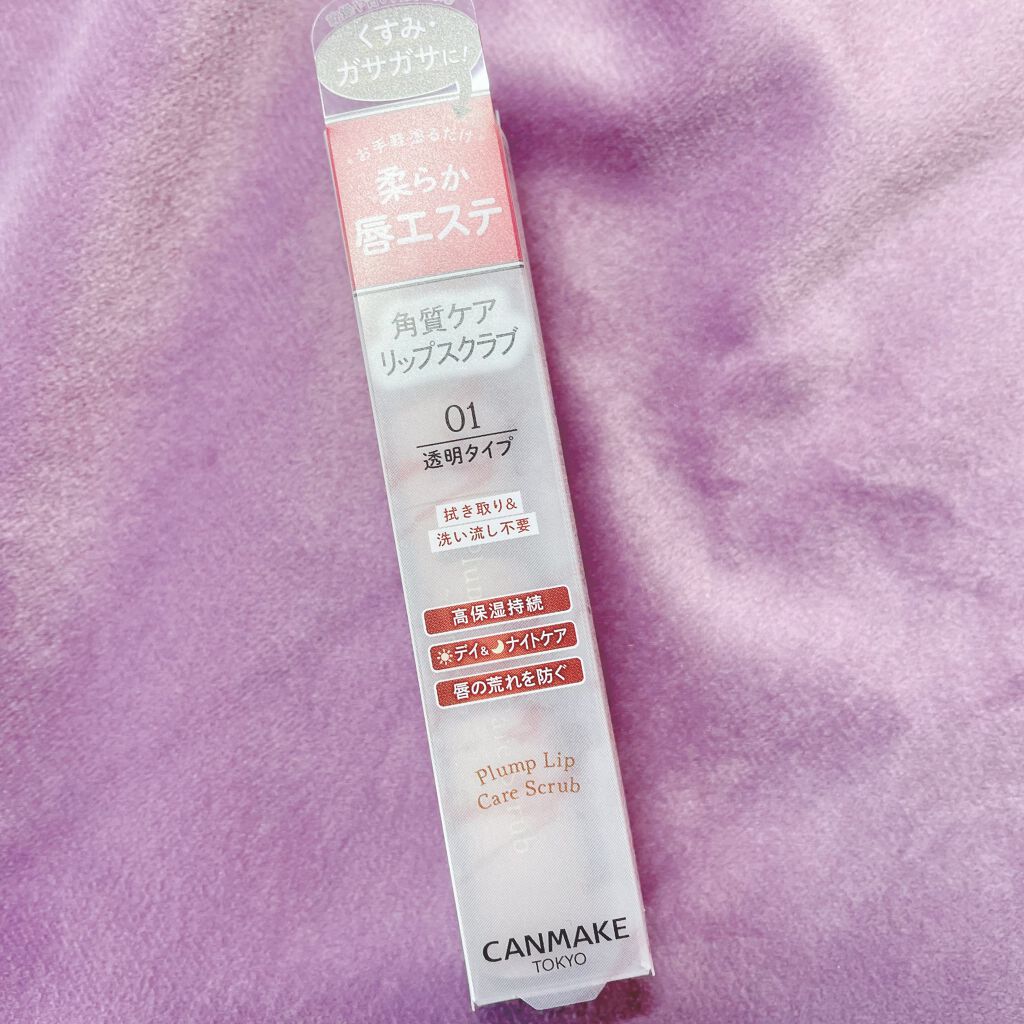 くすみ・
ガサガサに!
お手軽塗るだけ
柔らか
唇エステ
角質ケア
リップスクラブ
01
透明タイプ
拭き取り&
洗い流し不要
高保湿持続
デイ&ナイトケア
唇の荒れを防ぐ
Plump Lip
Care Scrub
CANMAKE
TOKYO